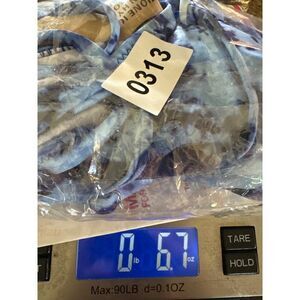 0313
0 lb 6.7 oz
TARE
HOLD
Max:90LB d=0.1OZ